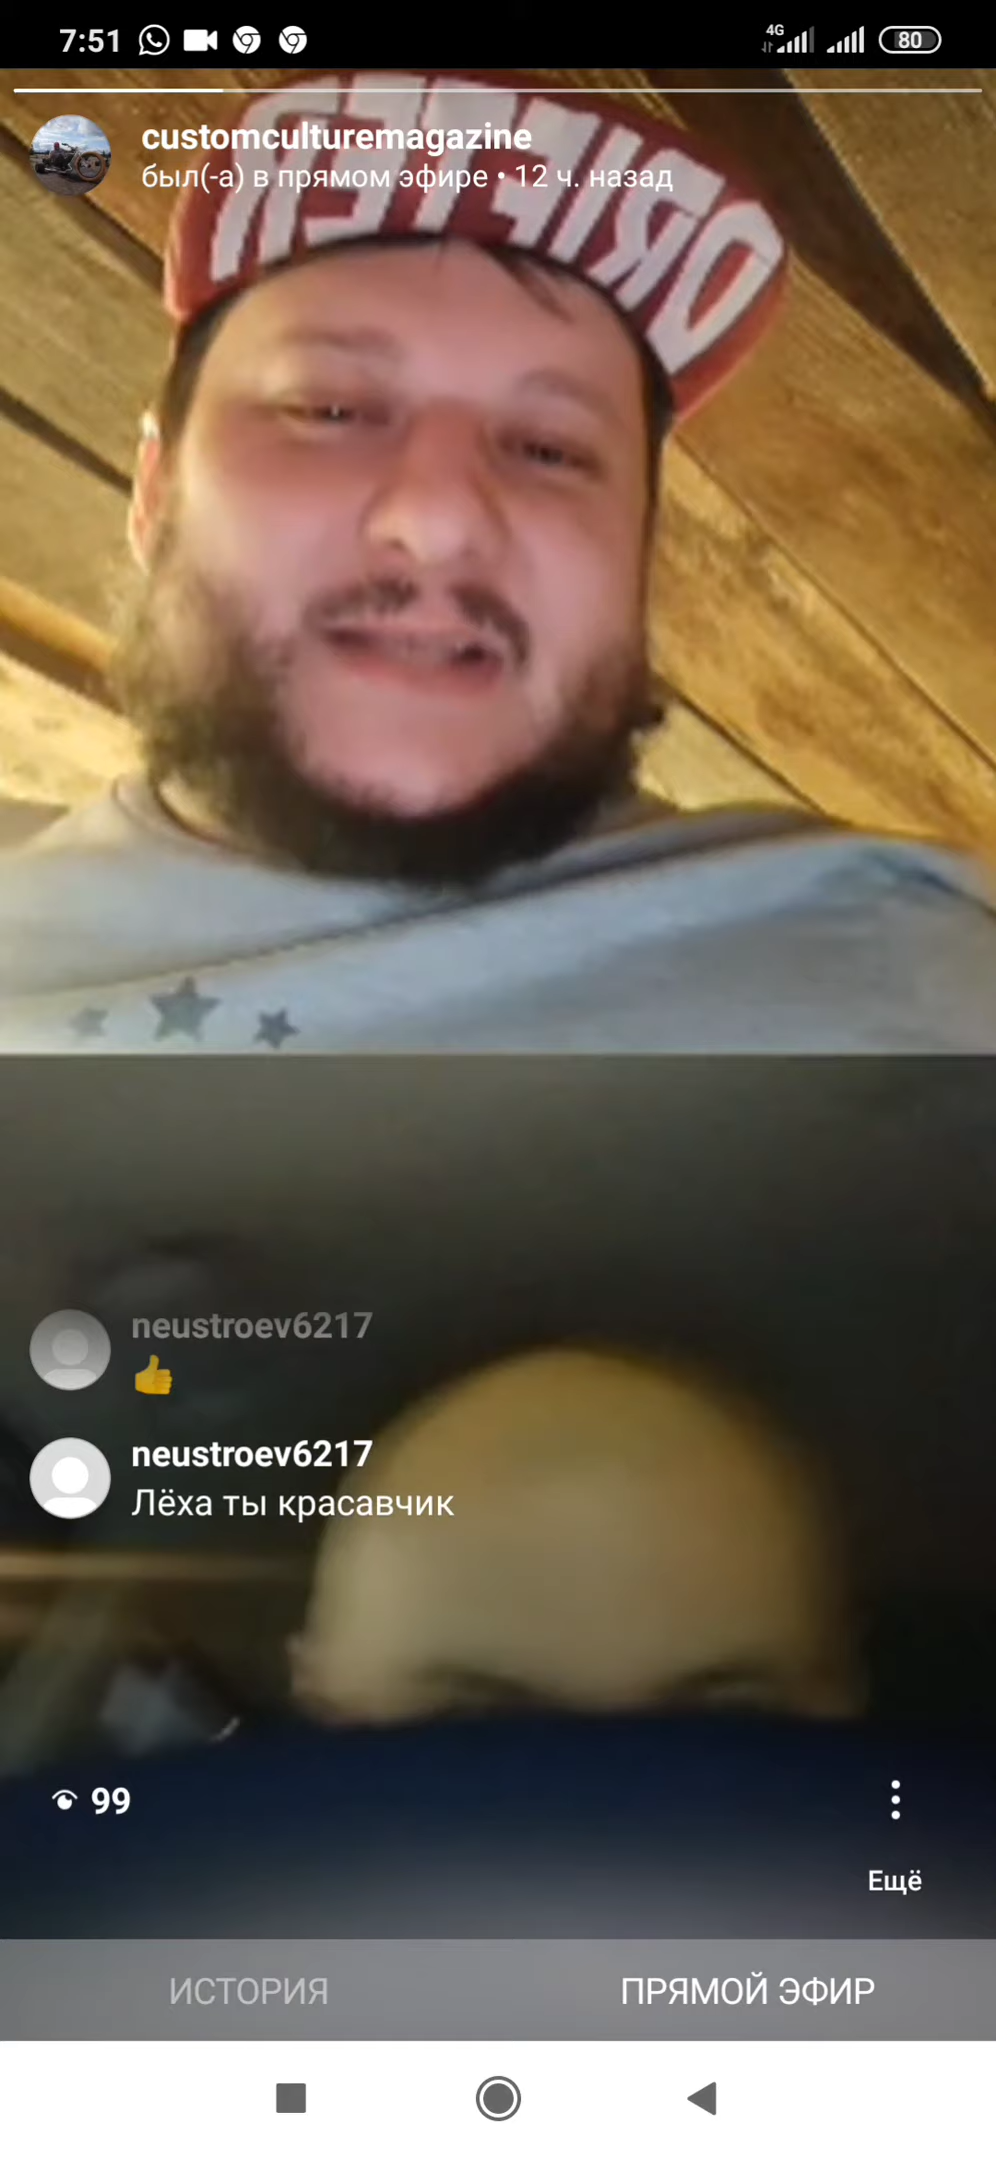 7:51
4G
80
customculturemagazine
был(-а) в прямом эфире • 12 ч. назад
DRIFTER
neustroev6217
👍
neustroev6217
Лёха ты красавчик
99
Ещё
ИСТОРИЯ
ПРЯМОЙ ЭФИР